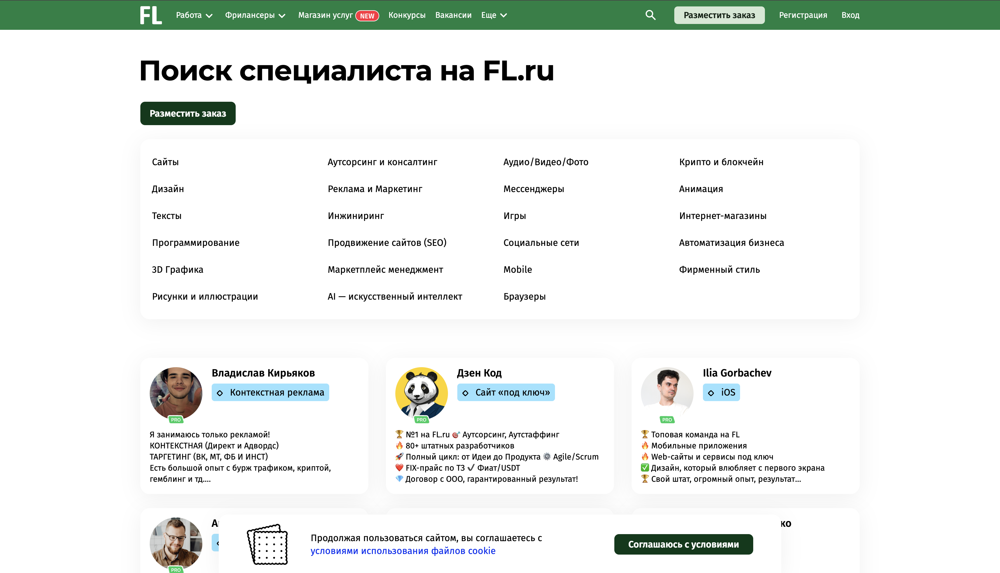 FL
Работа
Фрилансеры
Магазин услуг NEW
Конкурсы
Вакансии
Еще
Разместить заказ
Регистрация
Вход
Поиск специалиста на FL.ru
Разместить заказ
Сайты
Дизайн
Тексты
Программирование
3D Графика
Рисунки и иллюстрации
Аутсорсинг и консалтинг
Реклама и Маркетинг
Инжиниринг
Продвижение сайтов (SEO)
Маркетплейс менеджмент
AI — искусственный интеллект
Аудио/Видео/Фото
Мессенджеры
Игры
Социальные сети
Mobile
Браузеры
Крипто и блокчейн
Анимация
Интернет-магазины
Автоматизация бизнеса
Фирменный стиль
Владислав Кирьяков
Контекстная реклама
PRO
Я занимаюсь только рекламой!
КОНТЕКСТНАЯ (Директ и Адвордс)
ТАРГЕТИНГ (ВК, МТ, ФБ И ИНСТ)
Есть большой опыт с бурж трафиком, криптой,
гемблинг и тд....
Дзен Код
Сайт «под ключ»
PRO
🏆 №1 на FL.ru 🎯 Аутсорсинг, Аутстаффинг
🔥 80+ штатных разработчиков
🚀 Полный цикл: от Идеи до Продукта ⚙️ Agile/Scrum
❤️ FIX-прайс по ТЗ ✔️ Фиат/USDT
💎 Договор с ООО, гарантированный результат!
Ilia Gorbachev
iOS
PRO
🏆 Топовая команда на FL
🔥 Мобильные приложения
🔥 Web-сайты и сервисы под ключ
✅ Дизайн, который влюбляет с первого экрана
🏆 Свой штат, огромный опыт, результат...
PRO
ко
Продолжая пользоваться сайтом, вы соглашаетесь с
условиями использования файлов cookie
Соглашаюсь с условиями